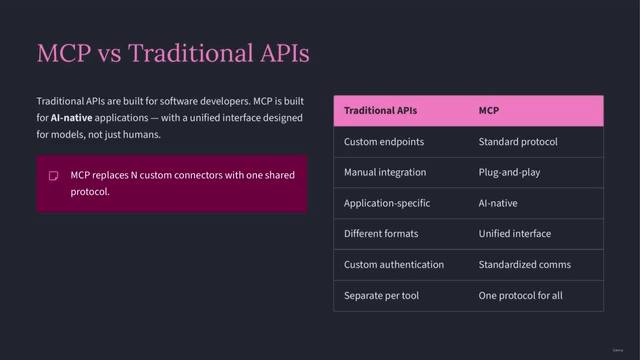 MCP vs Traditional APIs
Traditional APIs are built for software developers. MCP is built
for AI-native applications — with a unified interface designed
for models, not just humans.
MCP replaces N custom connectors with one shared
protocol.
Traditional APIs MCP
Custom endpoints Standard protocol
Manual integration Plug-and-play
Application-specific AI-native
Different formats Unified interface
Custom authentication Standardized comms
Separate per tool One protocol for all